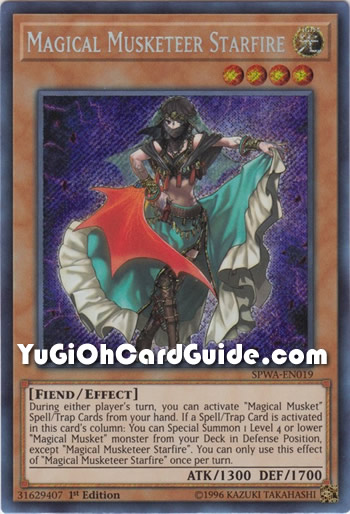 MAGICAL MUSKETEER STARFIRE
YuGiOhCardGuide.com
SPWA-EN019
[FIEND/EFFECT]
During either player's turn, you can activate "Magical Musket"
Spell/Trap Cards from your hand. If a Spell/Trap Card is activated
in this card's column: You can Special Summon 1 Level 4 or lower
"Magical Musket" monster from your Deck in Defense Position,
except "Magical Musketeer Starfire". You can only use this effect
of "Magical Musketeer Starfire" once per turn.
ATK/1300 DEF/1700
31629407 1st Edition ©1996 KAZUKI TAKAHASHI